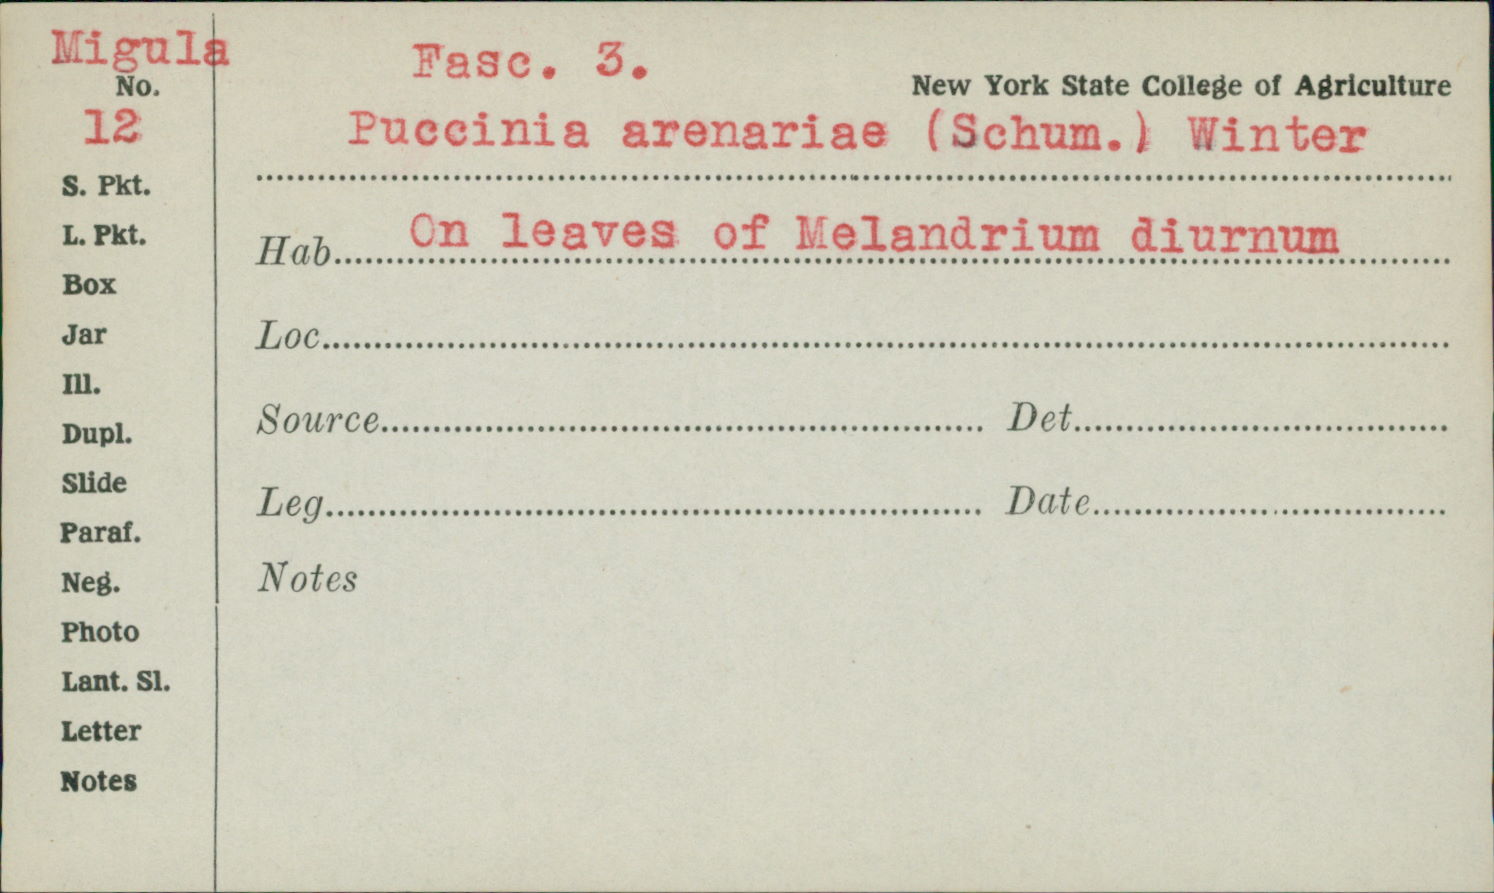 Migula
No.
12
S. Pkt.
L. Pkt.
Box
Jar
Ill.
Dupl.
Slide
Paraf.
Neg.
Photo
Lant. Sl.
Letter
Notes
Fasc. 3.
New York State College of Agriculture
Puccinia arenariae (Schum.) Winter
Hab. On leaves of Melandrium diurnum
Loc.
Source Det.
Leg. Date
Notes